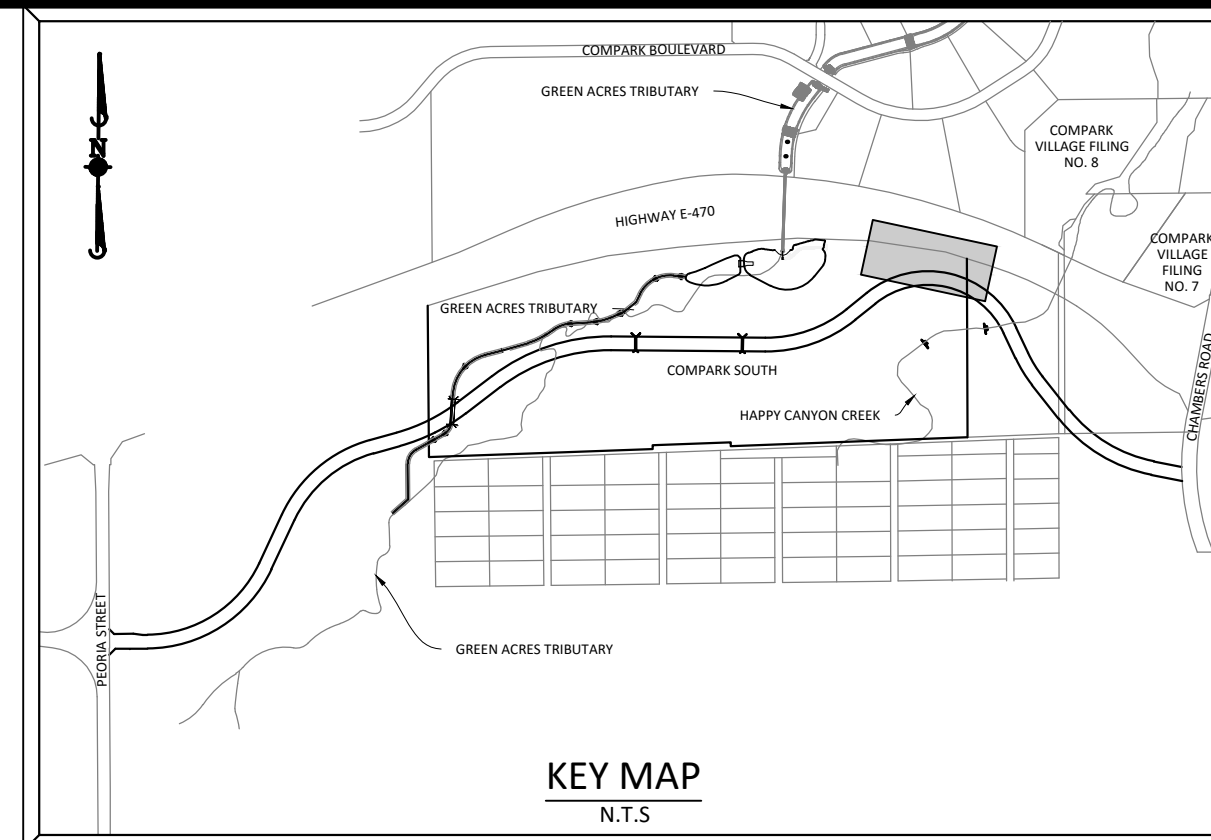 COMPARK BOULEVARD
GREEN ACRES TRIBUTARY
N
COMPARK
VILLAGE FILING
NO. 8
HIGHWAY E-470
COMPARK
VILLAGE
FILING
NO. 7
GREEN ACRES TRIBUTARY
COMPARK SOUTH
HAPPY CANYON CREEK
CHAMBERS ROAD
PEORIA STREET
GREEN ACRES TRIBUTARY
KEY MAP
N.T.S